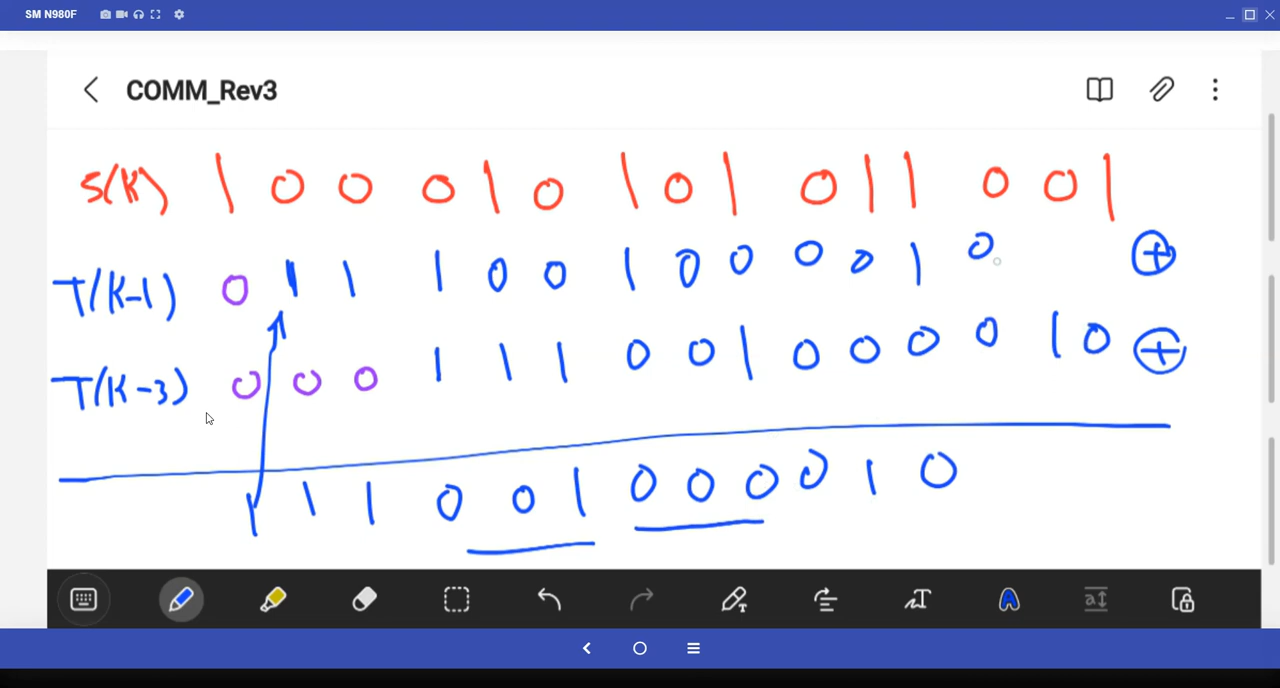 SM N980F
COMM_Rev3
S(K) 1 0 0 0 1 0 1 0 1 0 1 1 0 0 1
T(K-1) 0 1 1 1 0 0 1 0 0 0 0 1 0 ⊕
T(K-3) 0 0 0 1 1 1 0 0 1 0 0 0 0 1 0 ⊕
1 1 1 0 0 1 0 0 0 0 1 0
T
T
A
a